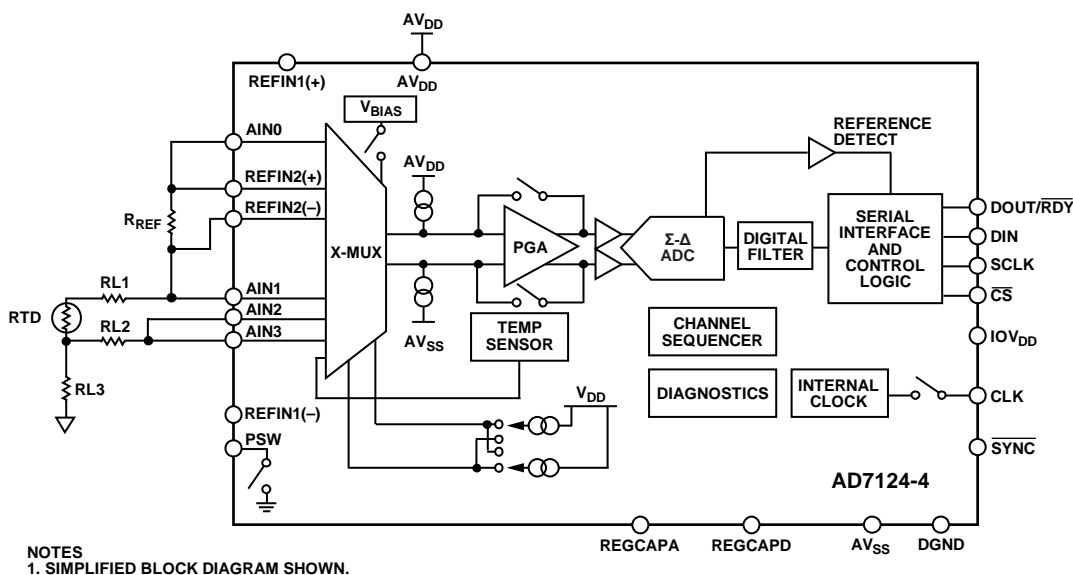 AVDD
REFIN1(+)
AVDD
VBIAS
AIN0
REFIN2(+)
REFIN2(–)
RREF
AVDD
X-MUX
PGA
Σ-Δ
ADC
DIGITAL
FILTER
REFERENCE
DETECT
SERIAL
INTERFACE
AND
CONTROL
LOGIC
DOUT/RDY
DIN
SCLK
CS
RL1
AIN1
RTD
RL2
AIN2
AIN3
AVSS
TEMP
SENSOR
CHANNEL
SEQUENCER
IOVDD
RL3
DIAGNOSTICS
INTERNAL
CLOCK
CLK
REFIN1(–)
VDD
PSW
SYNC
AD7124-4
REGCAPA
REGCAPD
AVSS
DGND
NOTES
1. SIMPLIFIED BLOCK DIAGRAM SHOWN.